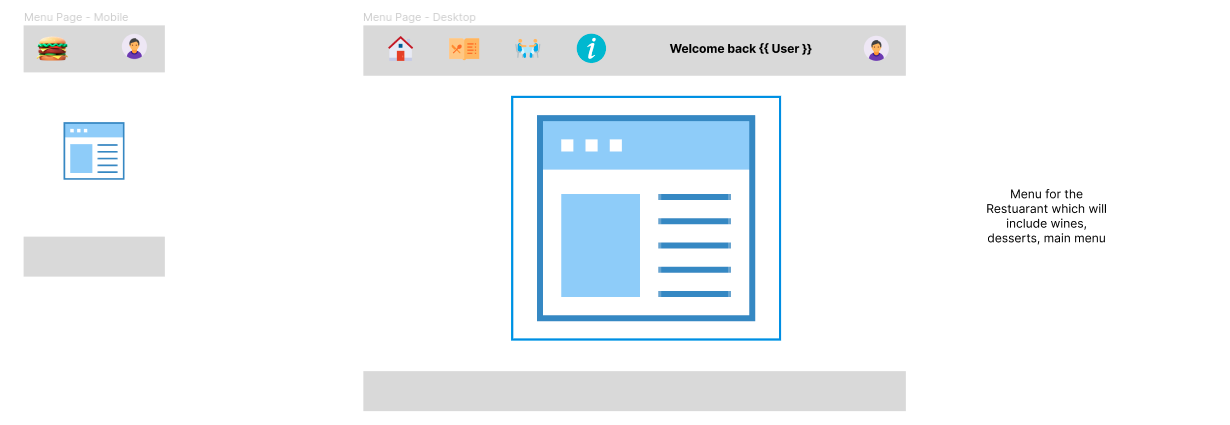 Menu Page - Mobile
Menu Page - Desktop
Welcome back {{ User }}
i
Menu for the
Restuarant which will
include wines,
desserts, main menu